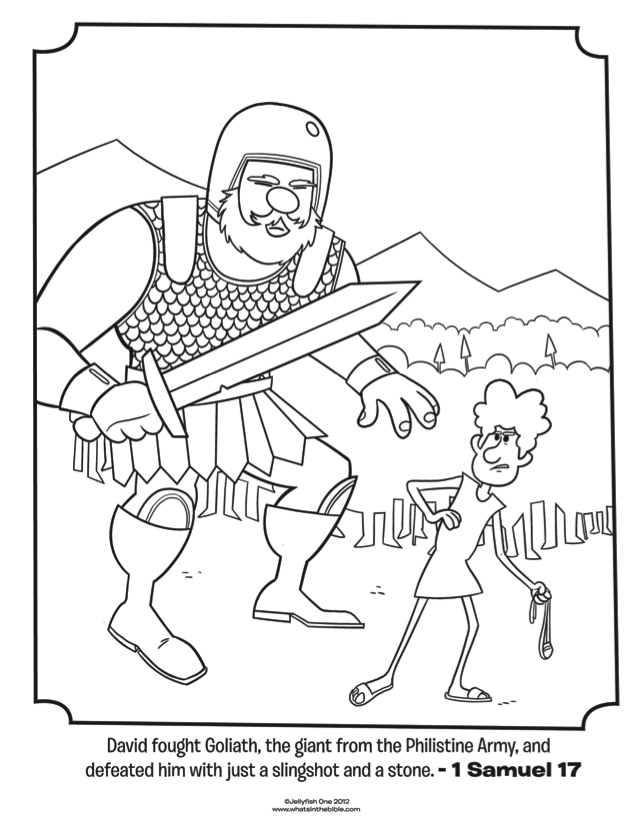 David fought Goliath, the giant from the Philistine Army, and
defeated him with just a slingshot and a stone. - 1 Samuel 17
©Jellyfish One 2012
www.whatsinthebible.com